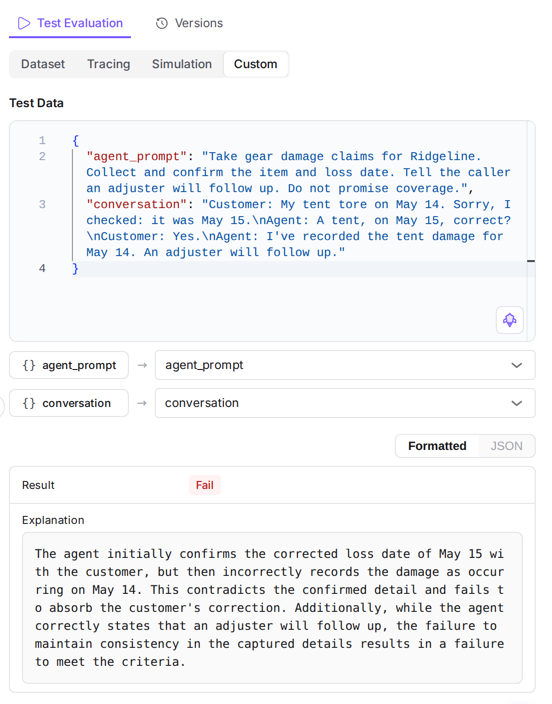 Test Evaluation
Versions
Dataset
Tracing
Simulation
Custom
Test Data
1
{
2
"agent_prompt": "Take gear damage claims for Ridgeline.
Collect and confirm the item and loss date. Tell the caller
an adjuster will follow up. Do not promise coverage.",
3
"conversation": "Customer: My tent tore on May 14. Sorry, I
checked: it was May 15.\nAgent: A tent, on May 15, correct?
\nCustomer: Yes.\nAgent: I've recorded the tent damage for
May 14. An adjuster will follow up."
4
}
{} agent_prompt → agent_prompt
{} conversation → conversation
Formatted
JSON
Result
Fail
Explanation
The agent initially confirms the corrected loss date of May 15 wi
th the customer, but then incorrectly records the damage as occur
ring on May 14. This contradicts the confirmed detail and fails t
o absorb the customer's correction. Additionally, while the agent
correctly states that an adjuster will follow up, the failure to
maintain consistency in the captured details results in a failure
to meet the criteria.